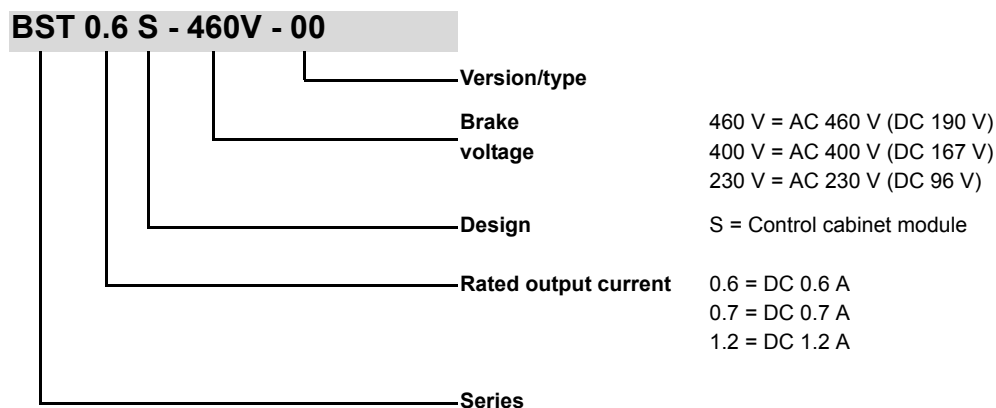 BST 0.6 S - 460V - 00
Version/type
Brake voltage
460 V = AC 460 V (DC 190 V)
400 V = AC 400 V (DC 167 V)
230 V = AC 230 V (DC 96 V)
Design
S = Control cabinet module
Rated output current
0.6 = DC 0.6 A
0.7 = DC 0.7 A
1.2 = DC 1.2 A
Series